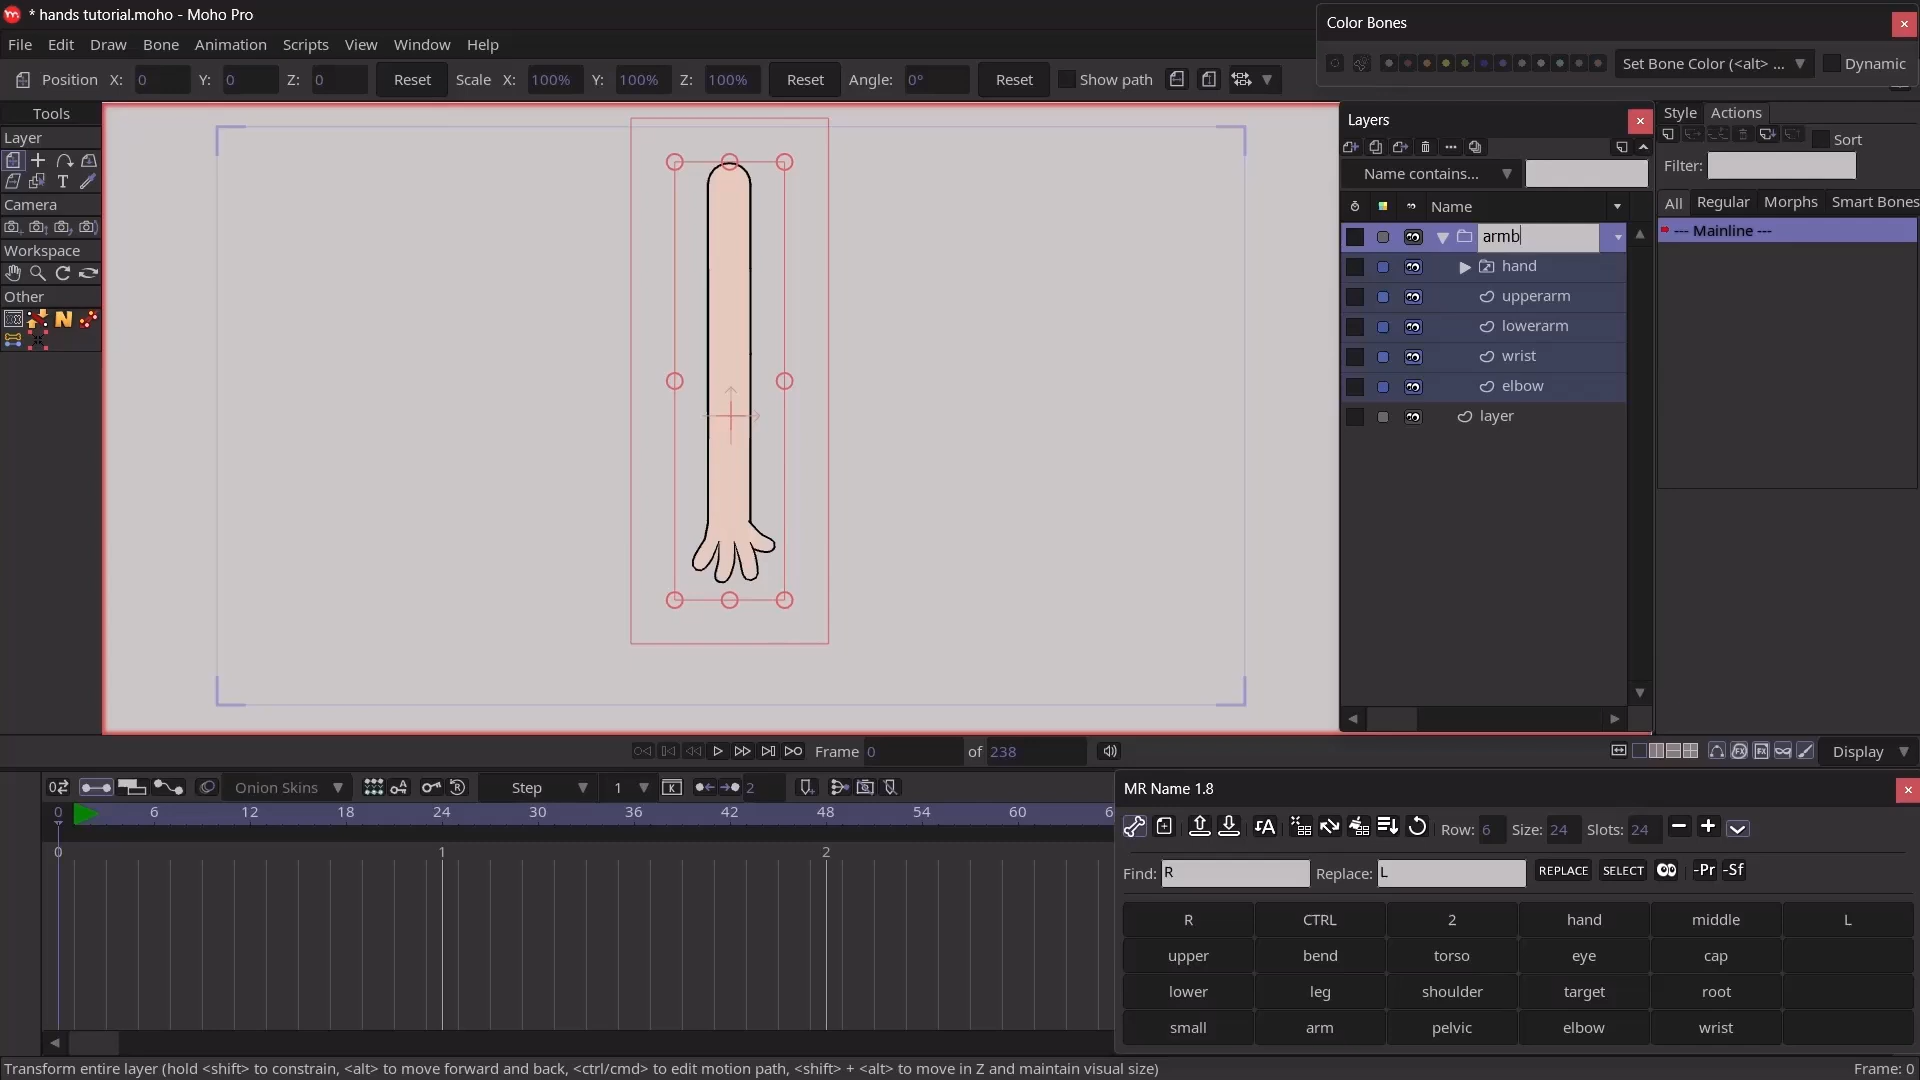 * hands tutorial.moho - Moho Pro
File Edit Draw Bone Animation Scripts View Window Help
Position X: 0 Y: 0 Z: 0 Reset Scale X: 100% Y: 100% Z: 100% Reset Angle: 0° Reset Show path
Color Bones
Set Bone Color (<alt> ... Dynamic
Tools
Layer
Camera
Workspace
Other
Layers
Name contains...
Name
armb
hand
upperarm
lowerarm
wrist
elbow
layer
Style Actions
Sort
Filter:
All Regular Morphs Smart Bones
--- Mainline ---
Frame 0 of 238
Display
Onion Skins Step 1 2
0 6 12 18 24 30 36 42 48 54 60
0 1 2
MR Name 1.8
Row: 6 Size: 24 Slots: 24
Find: R Replace: L REPLACE SELECT -Pr -Sf
R CTRL 2 hand middle L
upper bend torso eye cap
lower leg shoulder target root
small arm pelvic elbow wrist
Transform entire layer (hold <shift> to constrain, <alt> to move forward and back, <ctrl/cmd> to edit motion path, <shift> + <alt> to move in Z and maintain visual size)
Frame: 0